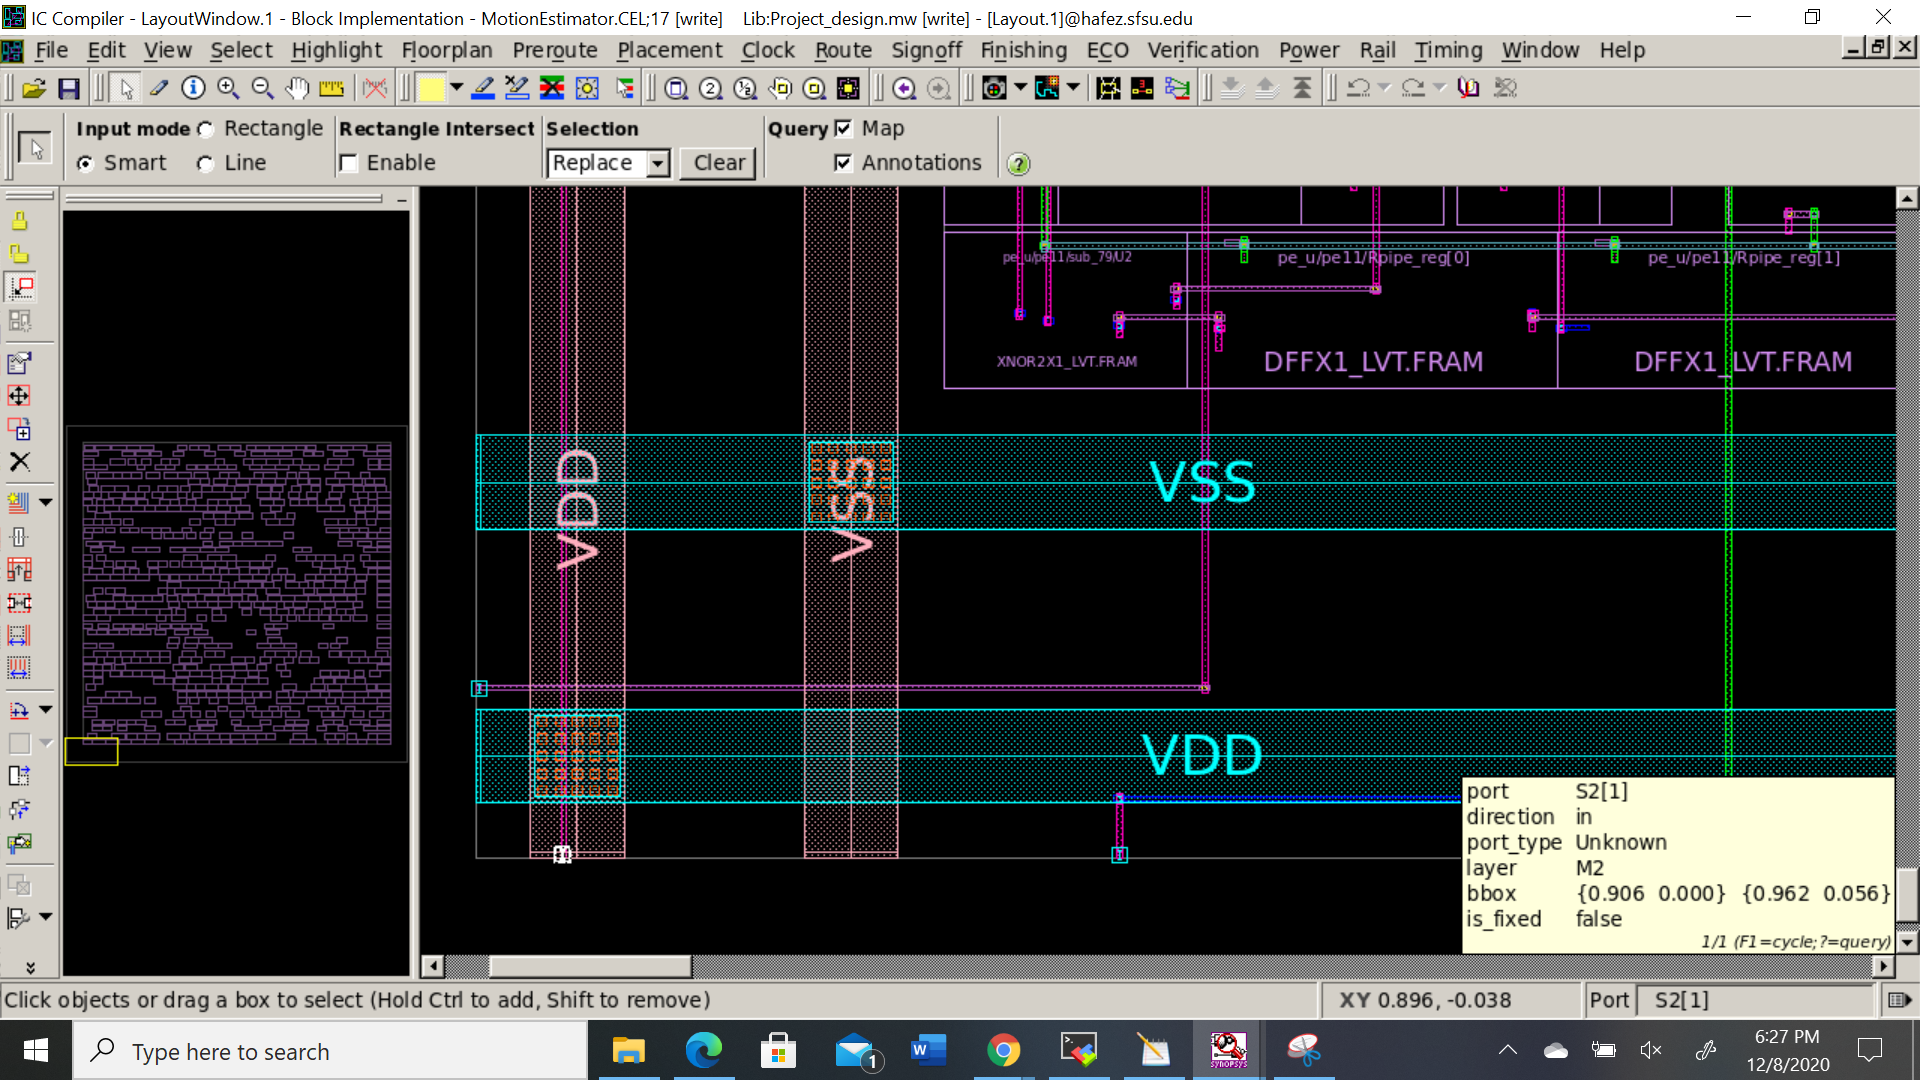 IC Compiler - LayoutWindow.1 - Block Implementation - MotionEstimator.CEL;17 [write]    Lib:Project_design.mw [write] - [Layout.1]@hafez.sfsu.edu
File Edit View Select Highlight Floorplan Preroute Placement Clock Route Signoff Finishing ECO Verification Power Rail Timing Window Help
Input mode Rectangle Rectangle Intersect Selection Query Map
Smart Line Enable Replace Clear Annotations
pe_u/pe11/sub_79/U2 pe_u/pe11/Rpipe_reg[0] pe_u/pe11/Rpipe_reg[1]
XNOR2X1_LVT.FRAM DFFX1_LVT.FRAM DFFX1_LVT.FRAM
VDD VSS VSS
VDD
port S2[1]
direction in
port_type Unknown
layer M2
bbox {0.906 0.000} {0.962 0.056}
is_fixed false
1/1 (F1=cycle;?=query)
Click objects or drag a box to select (Hold Ctrl to add, Shift to remove) XY 0.896, -0.038 Port S2[1]
Type here to search 1 W SYNOPSYS 6:27 PM
12/8/2020